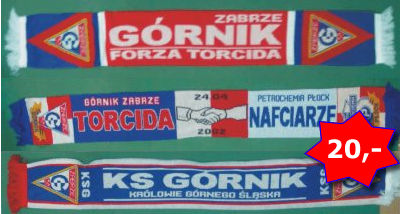 ZABRZE
GÓRNIK
FORZA TORCIDA
GÓRNIK ZABRZE
TORCIDA
24.04
2002
PETROCHEMIA PŁOCK
NAFCIARZE
20,-
KSG
KS GÓRNIK
KRÓLOWIE GÓRNEGO ŚLĄSKA
KSG